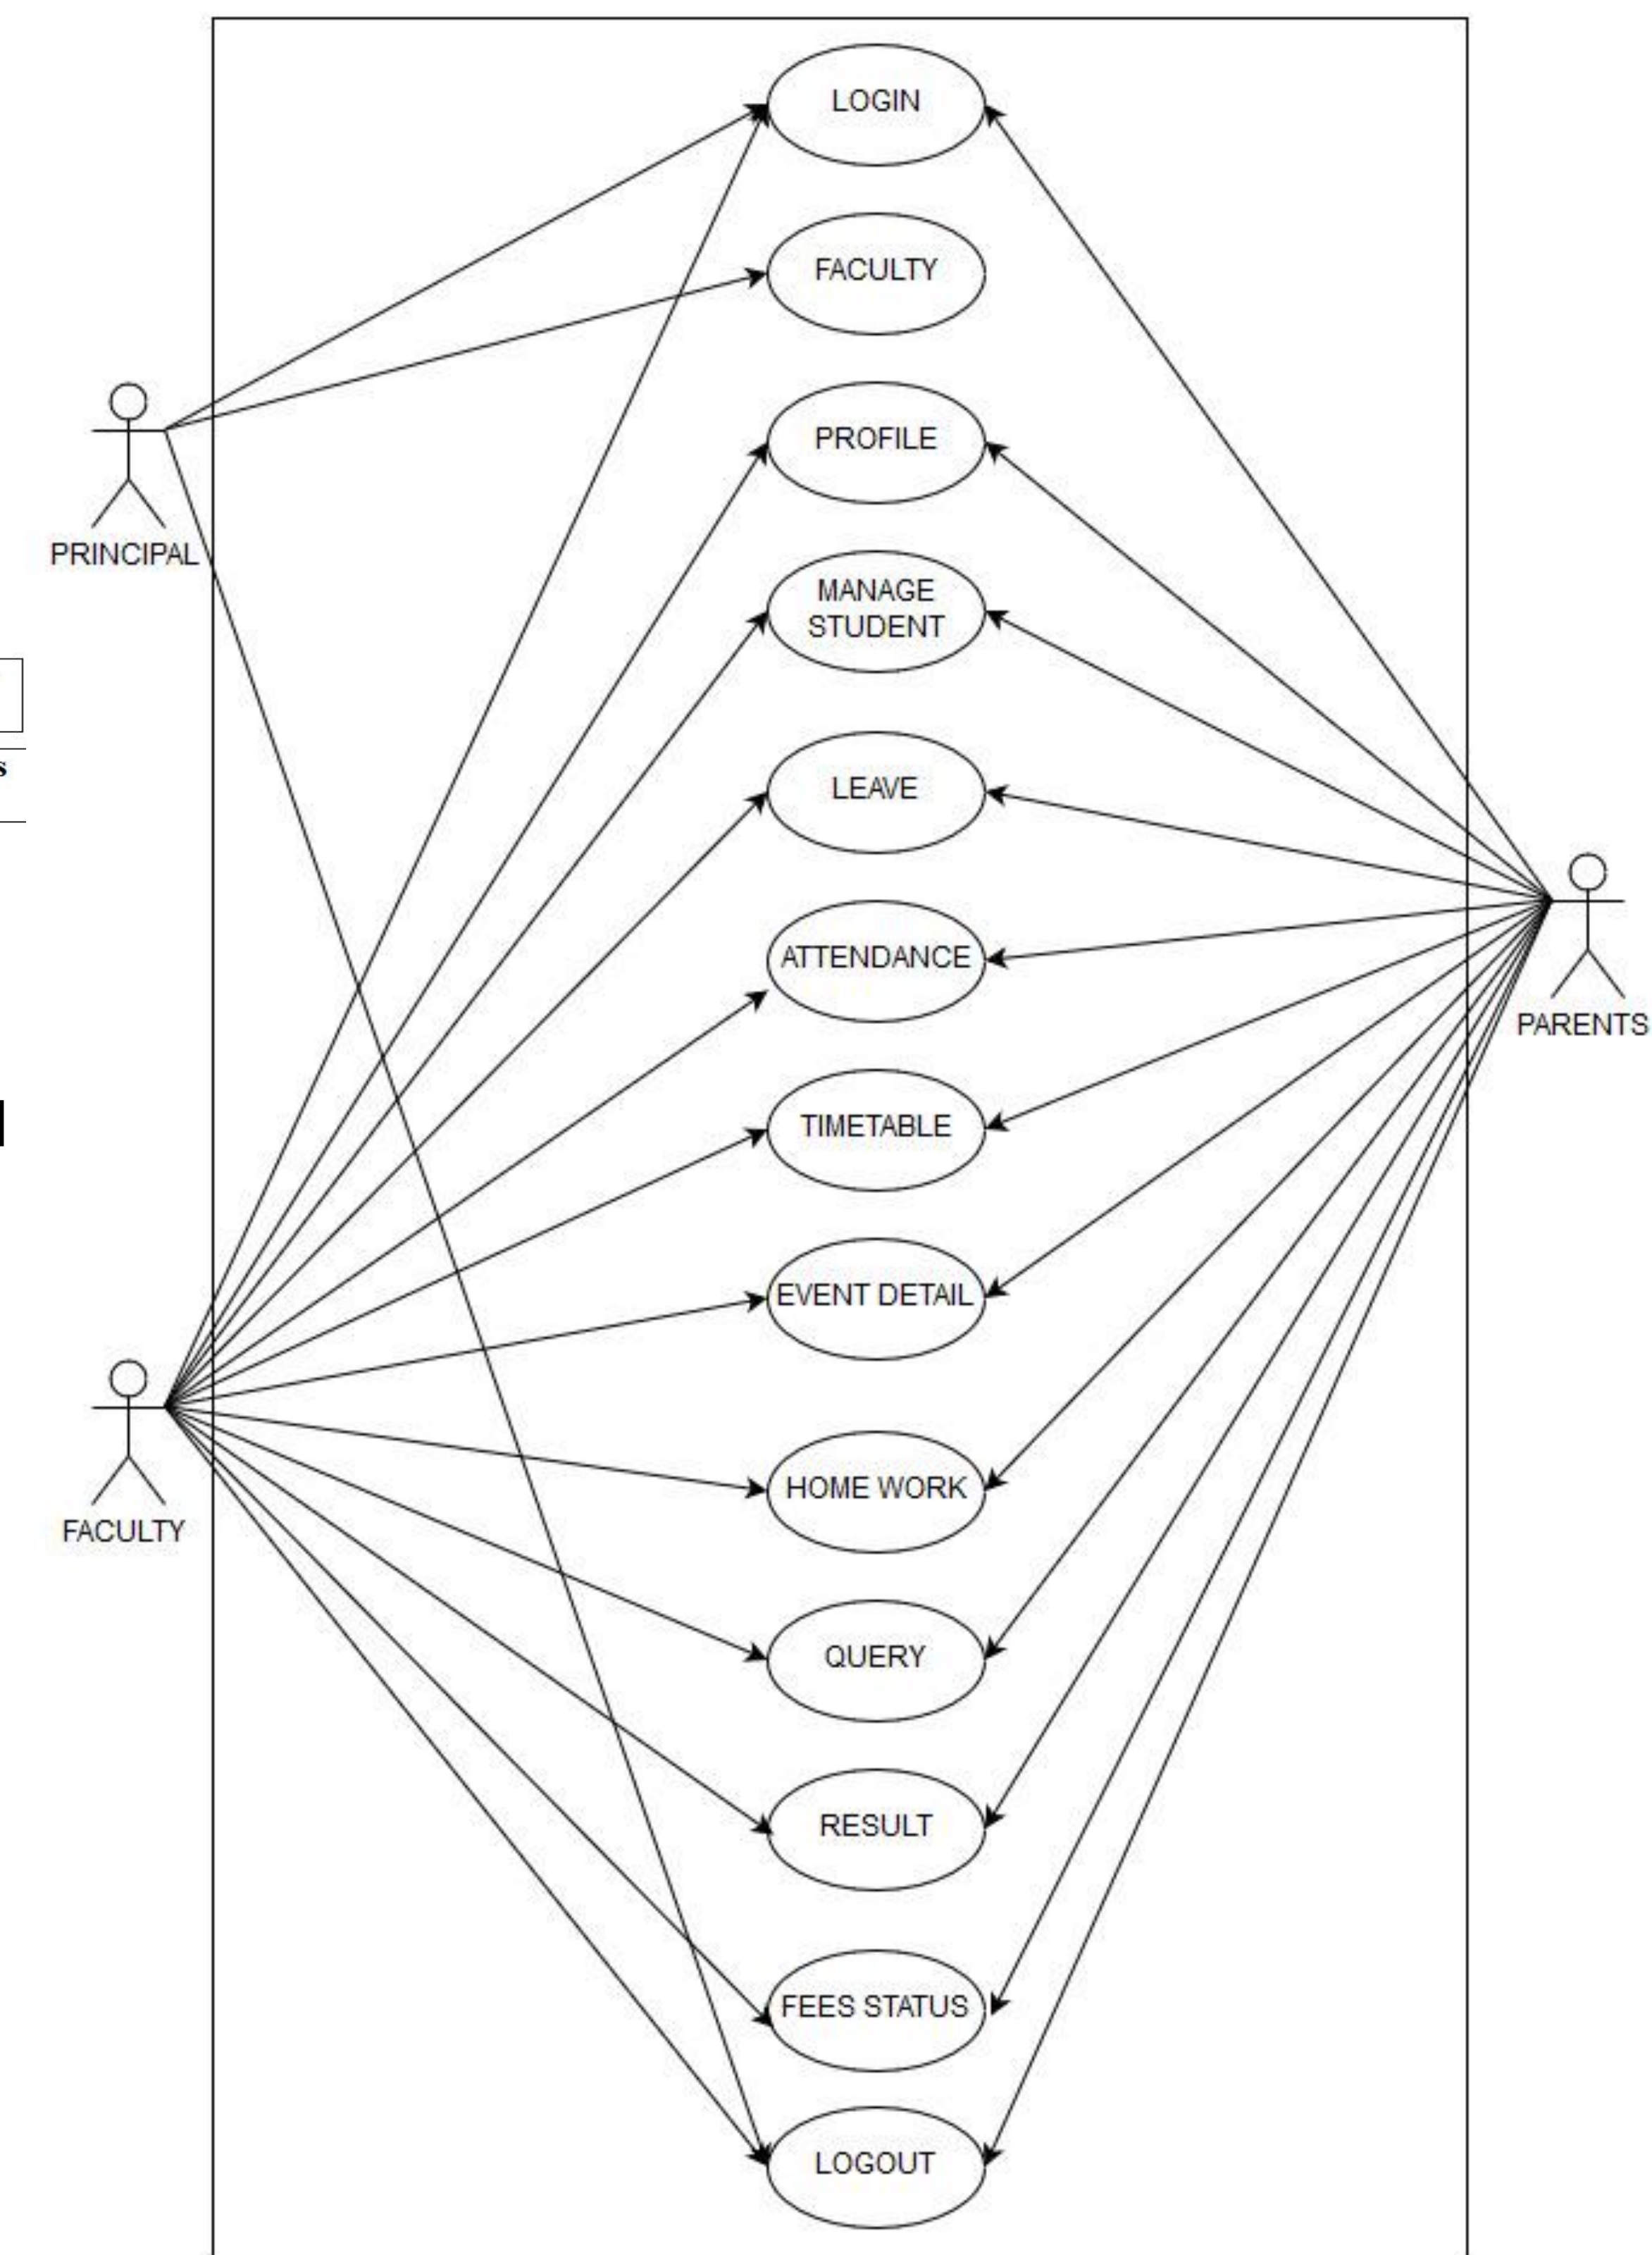 LOGIN
FACULTY
PROFILE
PRINCIPAL
MANAGE
STUDENT
s
LEAVE
ATTENDANCE
PARENTS
TIMETABLE
EVENT DETAIL
HOME WORK
FACULTY
QUERY
RESULT
FEES STATUS
LOGOUT